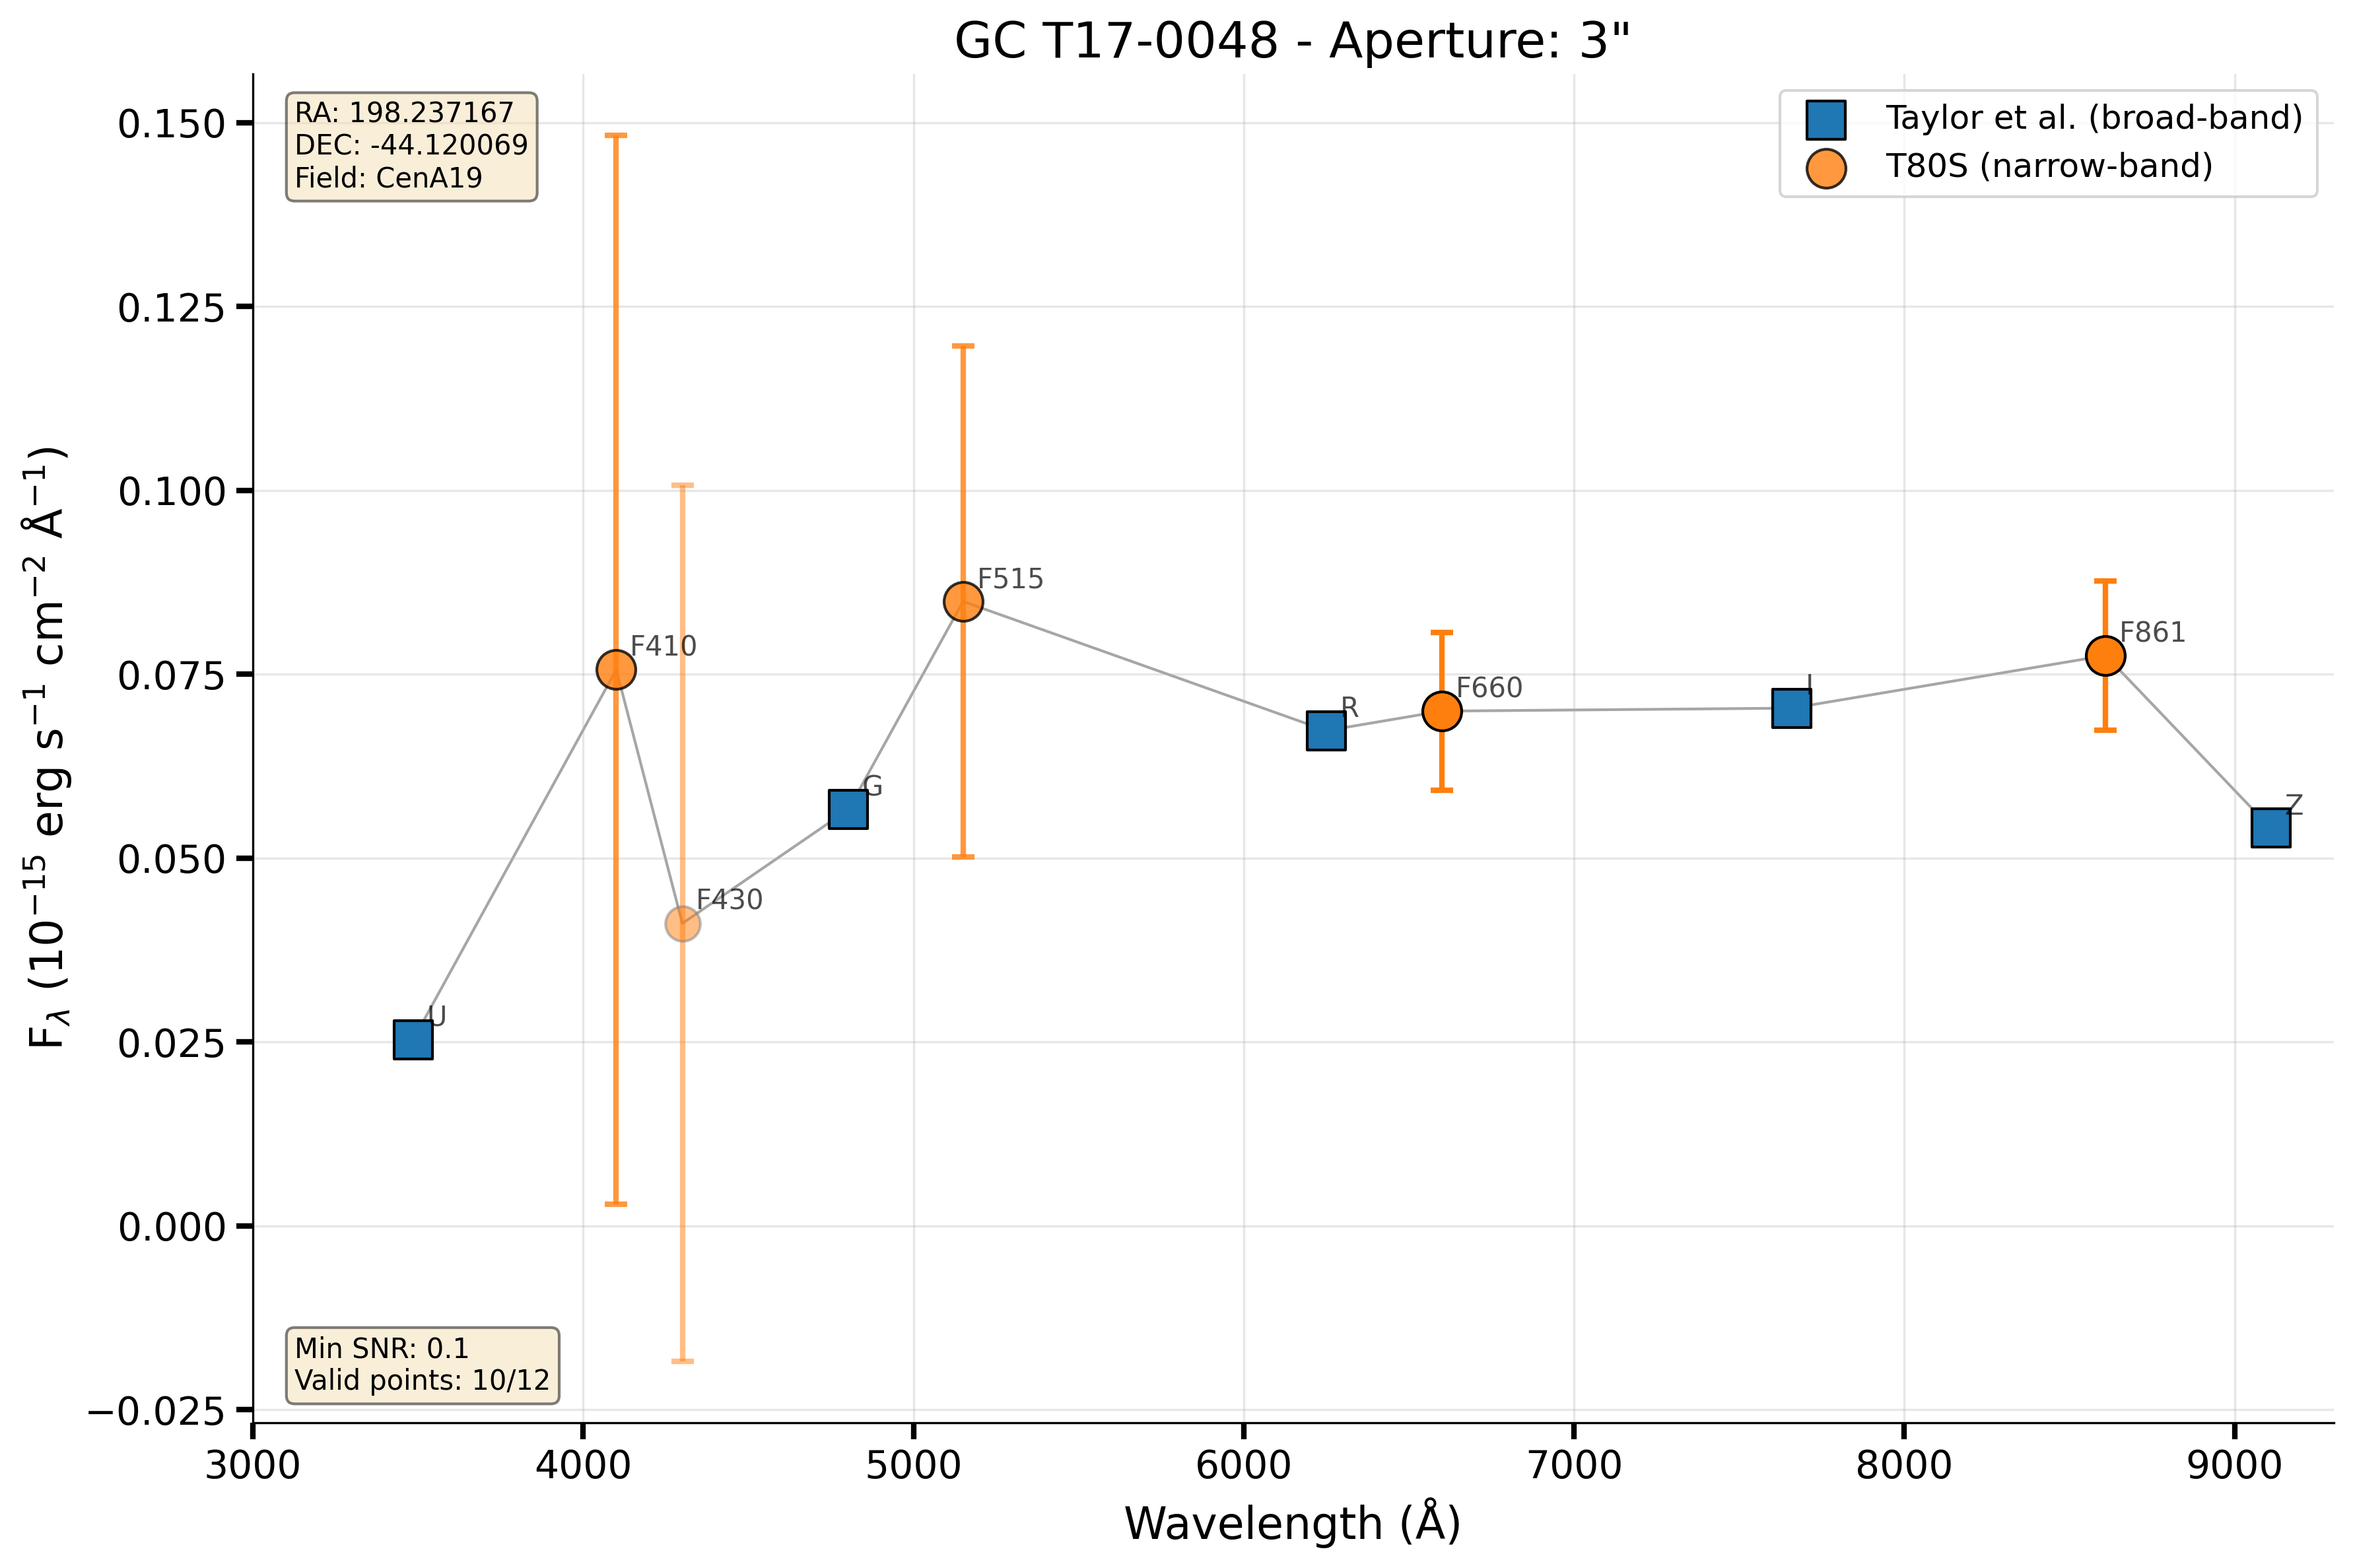 GC T17-0048 - Aperture: 3"
RA: 198.237167
DEC: -44.120069
Field: CenA19
Taylor et al. (broad-band)
T80S (narrow-band)
0.150
0.125
0.100
0.075
0.050
0.025
0.000
−0.025
F_λ (10⁻¹⁵ erg s⁻¹ cm⁻² Å⁻¹)
U
F410
F430
G
F515
R
F660
I
F861
Z
Min SNR: 0.1
Valid points: 10/12
3000 4000 5000 6000 7000 8000 9000
Wavelength (Å)